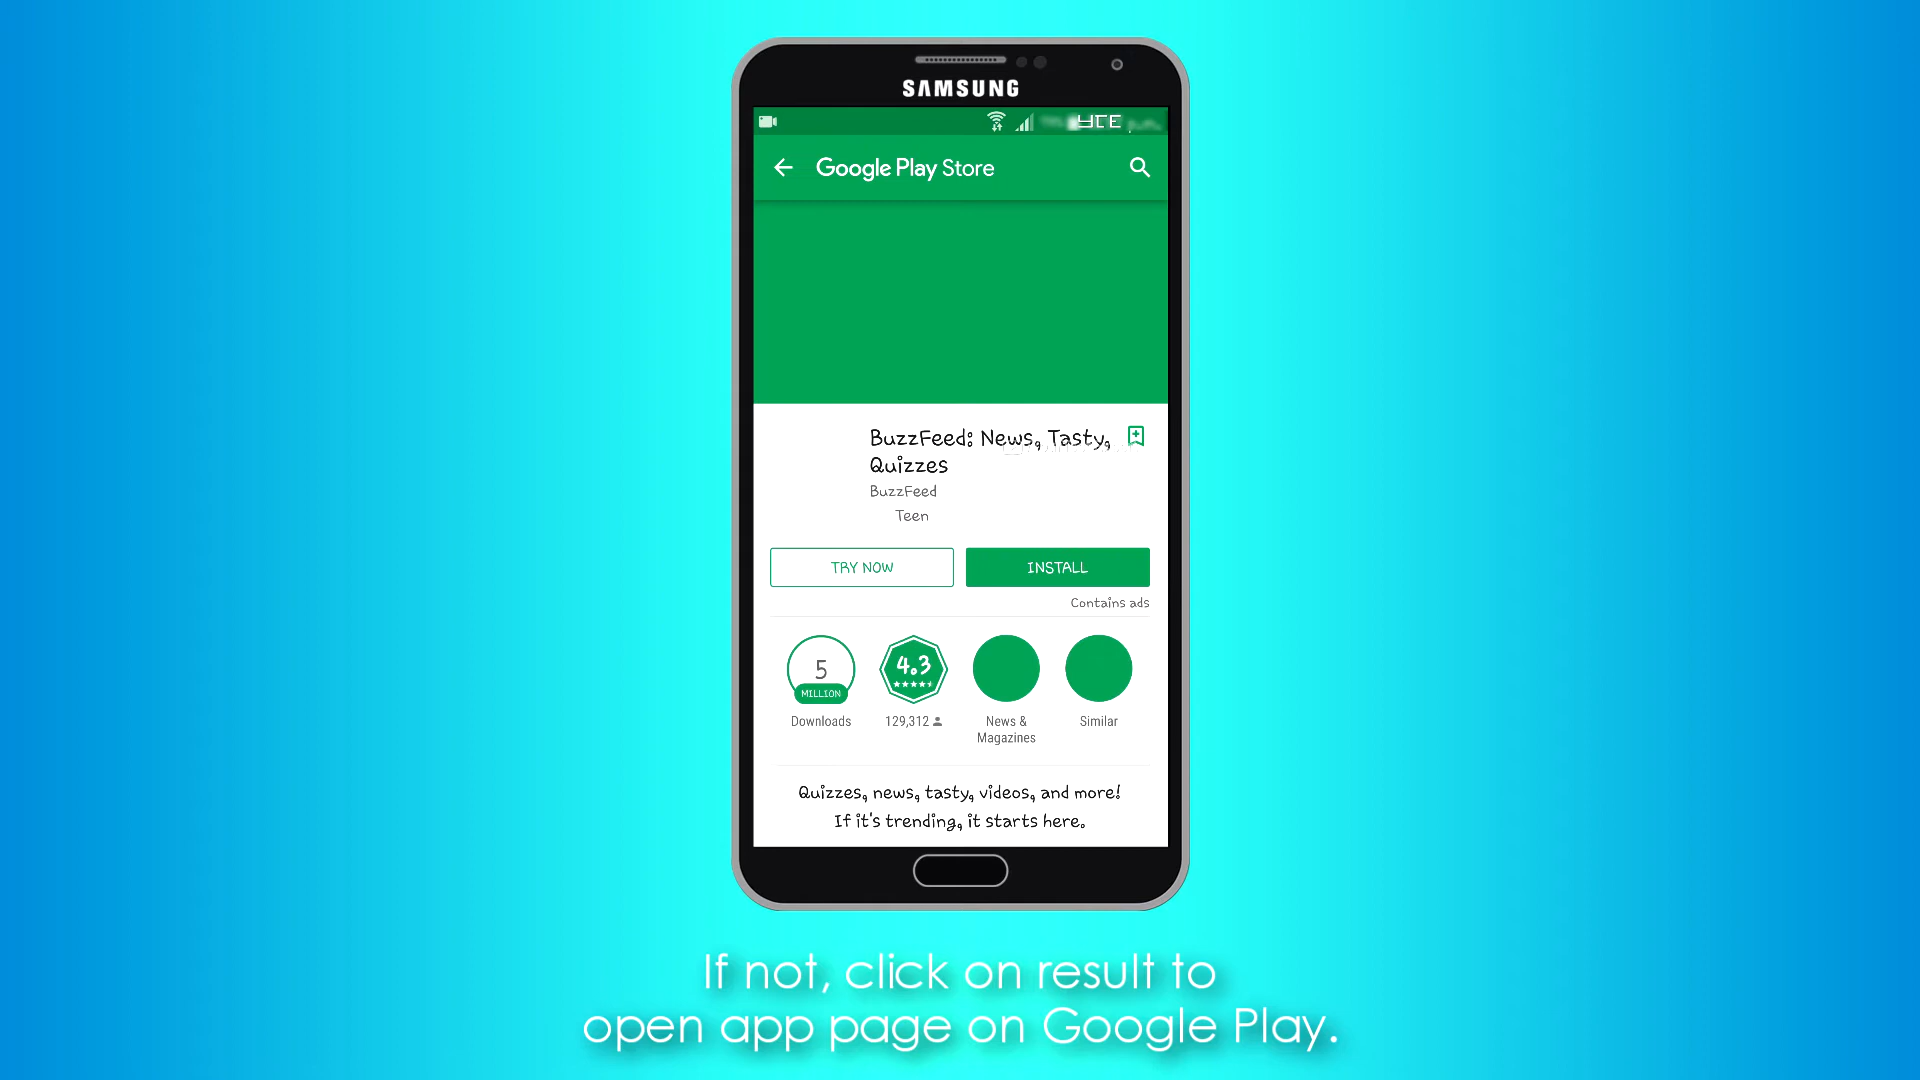 SAMSUNG
Google Play Store
BuzzFeed: News, Tasty,
Quizzes
BuzzFeed
Teen
TRY NOW
INSTALL
Contains ads
5
MILLION
4.3
Downloads
129,312
News &
Magazines
Similar
Quizzes, news, tasty, videos, and more!
If it's trending, it starts here.
If not, click on result to
open app page on Google Play.